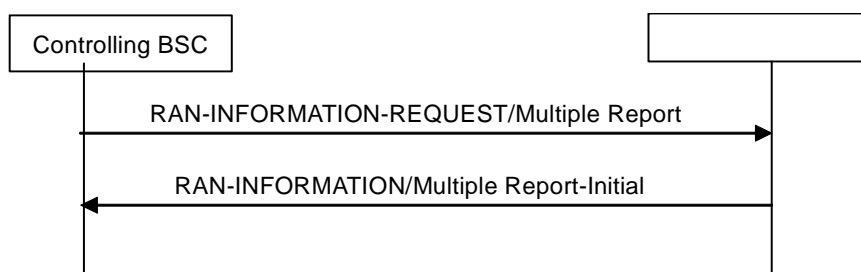 Controlling BSC
RAN-INFORMATION-REQUEST/Multiple Report
RAN-INFORMATION/Multiple Report-Initial